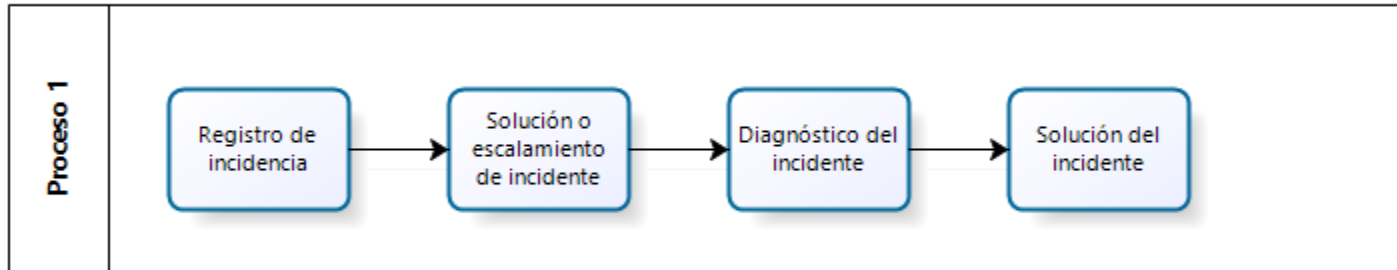 Proceso 1
Registro de
incidencia
Solución o
escalamiento
de incidente
Diagnóstico del
incidente
Solución del
incidente